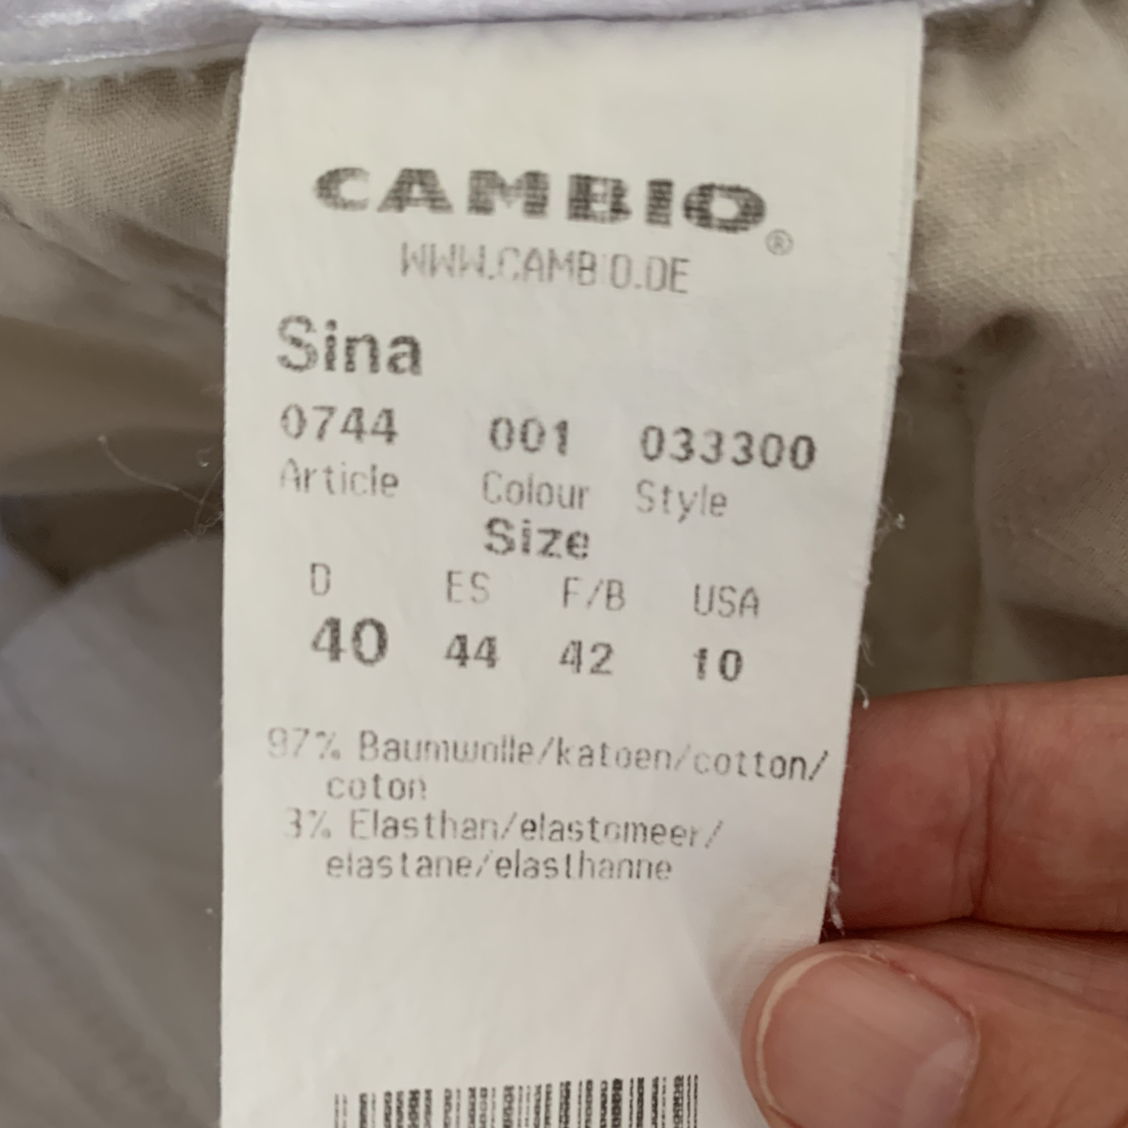 CAMBIO®
WWW.CAMBIO.DE
Sina
0744 001 033300
Article Colour Style
Size
D ES F/B USA
40 44 42 10
97% Baumwolle/katoen/cotton/
coton
3% Elasthan/elastomeer/
elastane/elasthanne